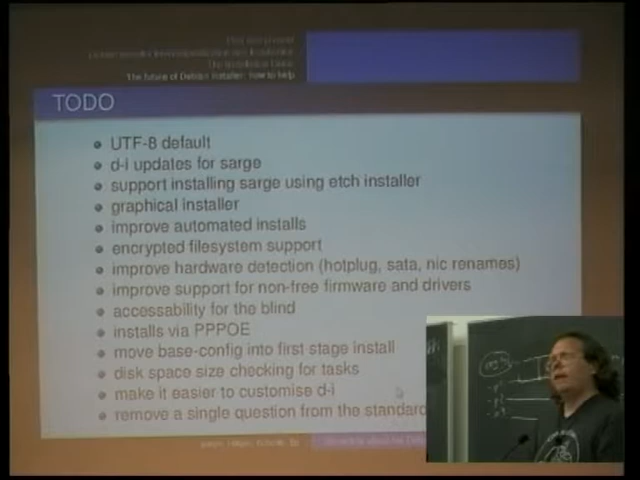 The future of Debian Installer: how to help
TODO
UTF-8 default
d-i updates for sarge
support installing sarge using etch installer
graphical installer
improve automated installs
encrypted filesystem support
improve hardware detection (hotplug, sata, nic renames)
improve support for non-free firmware and drivers
accessability for the blind
installs via PPPOE
move base-config into first stage install
disk space size checking for tasks
make it easier to customise d-i
remove a single question from the standard